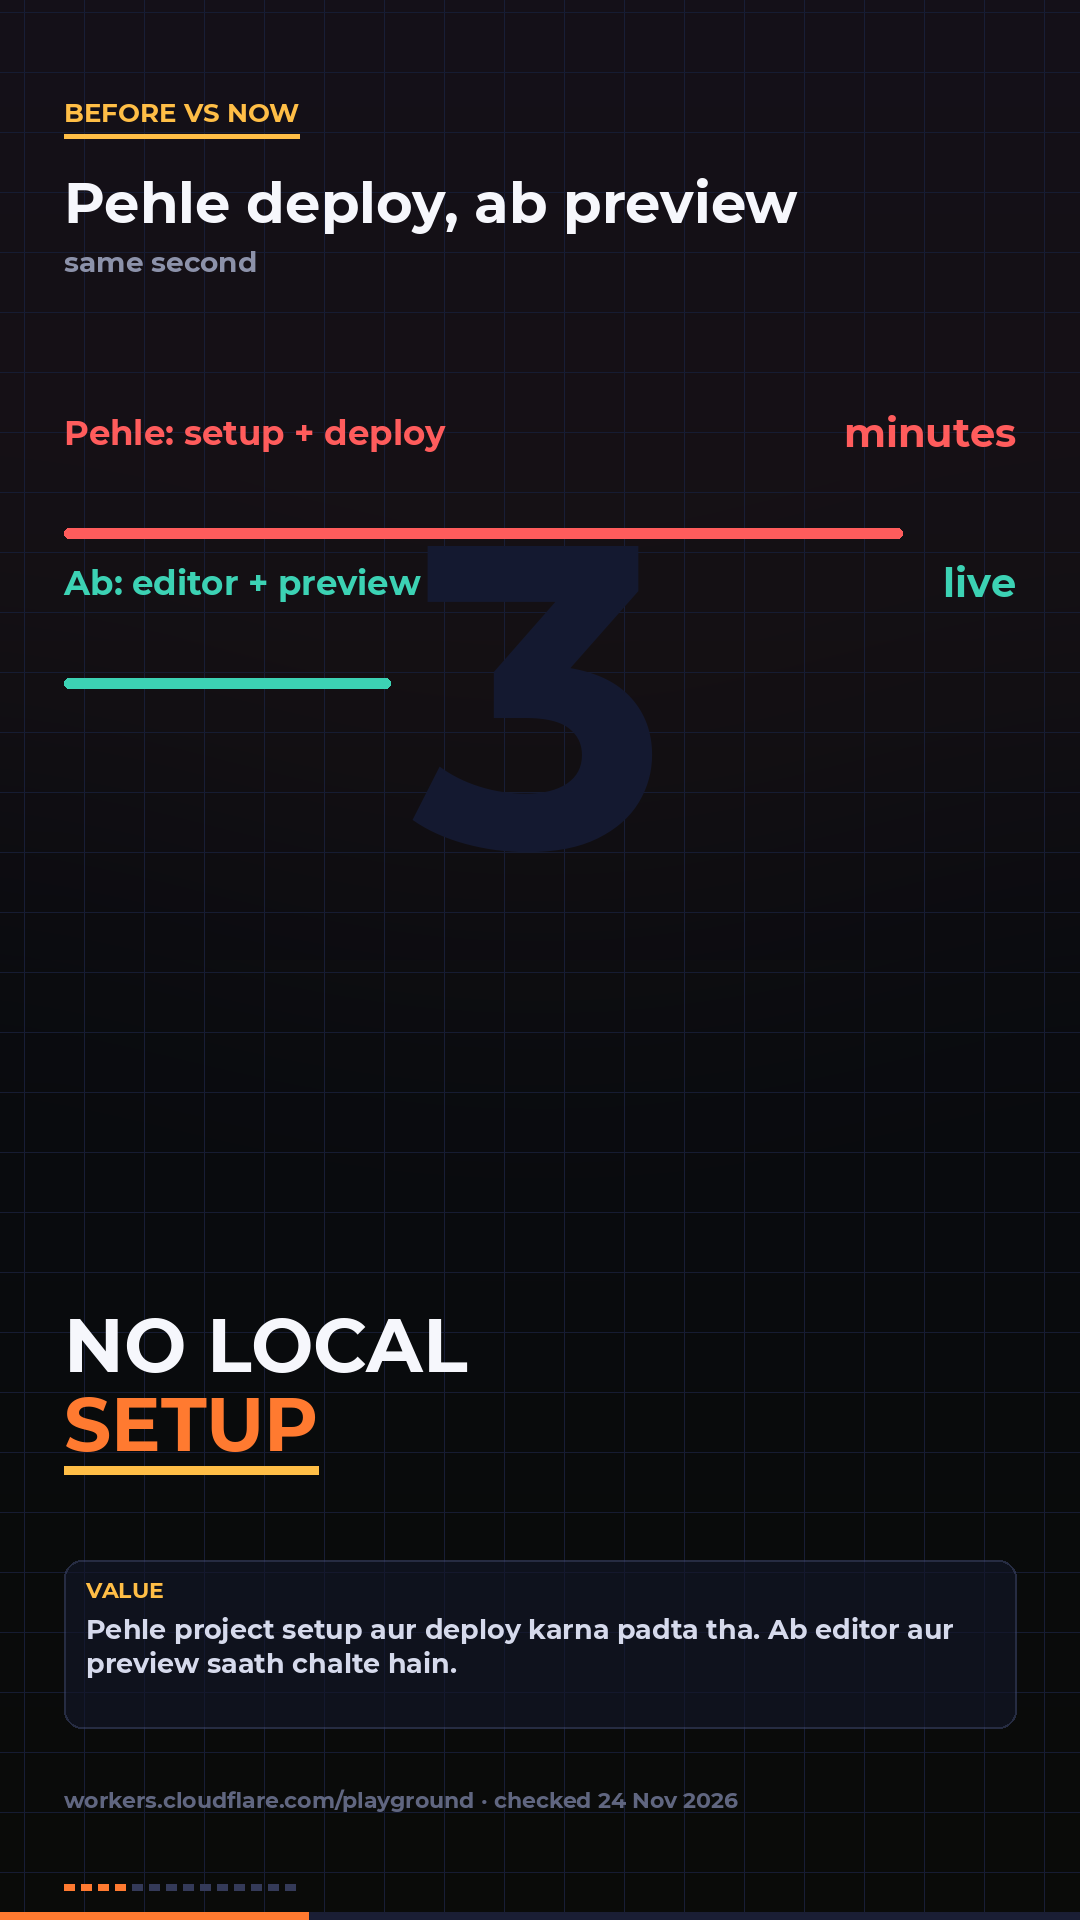 BEFORE VS NOW
Pehle deploy, ab preview
same second
Pehle: setup + deploy
minutes
Ab: editor + preview
live
3
NO LOCAL
SETUP
VALUE
Pehle project setup aur deploy karna padta tha. Ab editor aur
preview saath chalte hain.
workers.cloudflare.com/playground · checked 24 Nov 2026